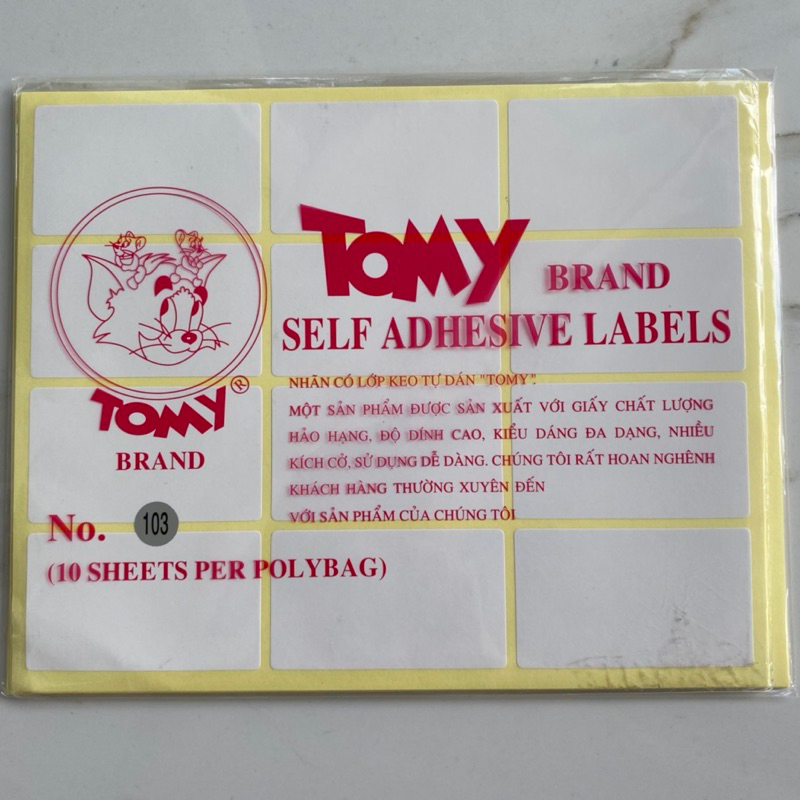 TOMY BRAND
SELF ADHESIVE LABELS
NHÃN CÓ LỚP KEO TỰ DÁN "TOMY".
MỘT SẢN PHẨM ĐƯỢC SẢN XUẤT VỚI GIẤY CHẤT LƯỢNG
HẢO HẠNG, ĐỘ DÍNH CAO, KIỂU DÁNG ĐA DẠNG, NHIỀU
KÍCH CỞ, SỬ DỤNG DỄ DÀNG. CHÚNG TÔI RẤT HOAN NGHÊNH
KHÁCH HÀNG THƯỜNG XUYÊN ĐẾN
VỚI SẢN PHẨM CỦA CHÚNG TÔI
TOMY®
BRAND
No. 103
(10 SHEETS PER POLYBAG)